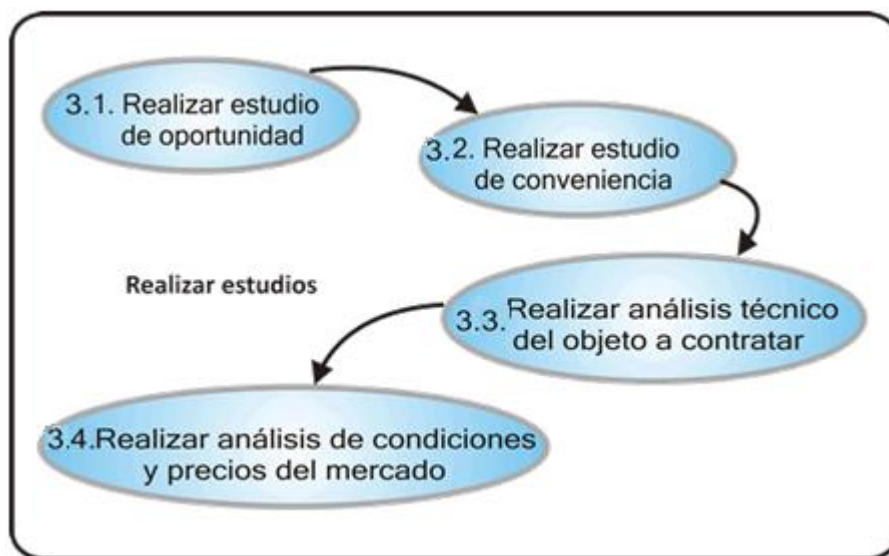 3.1. Realizar estudio
de oportunidad
3.2. Realizar estudio
de conveniencia
Realizar estudios
3.3. Realizar análisis técnico
del objeto a contratar
3.4.Realizar análisis de condiciones
y precios del mercado